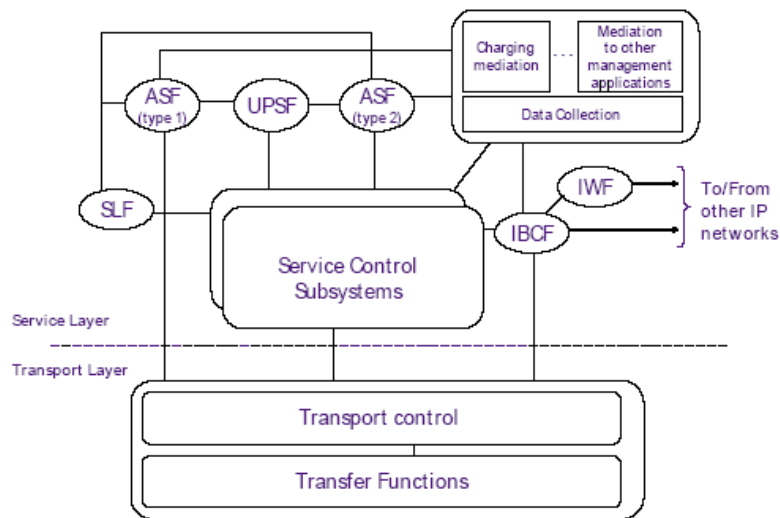 Charging
mediation
...
Mediation
to other
management
applications
Data Collection
ASF
(type 1)
UPSF
ASF
(type 2)
SLF
IWF
IBCF
To/From
other IP
networks
Service Control
Subsystems
Service Layer
Transport Layer
Transport control
Transfer Functions